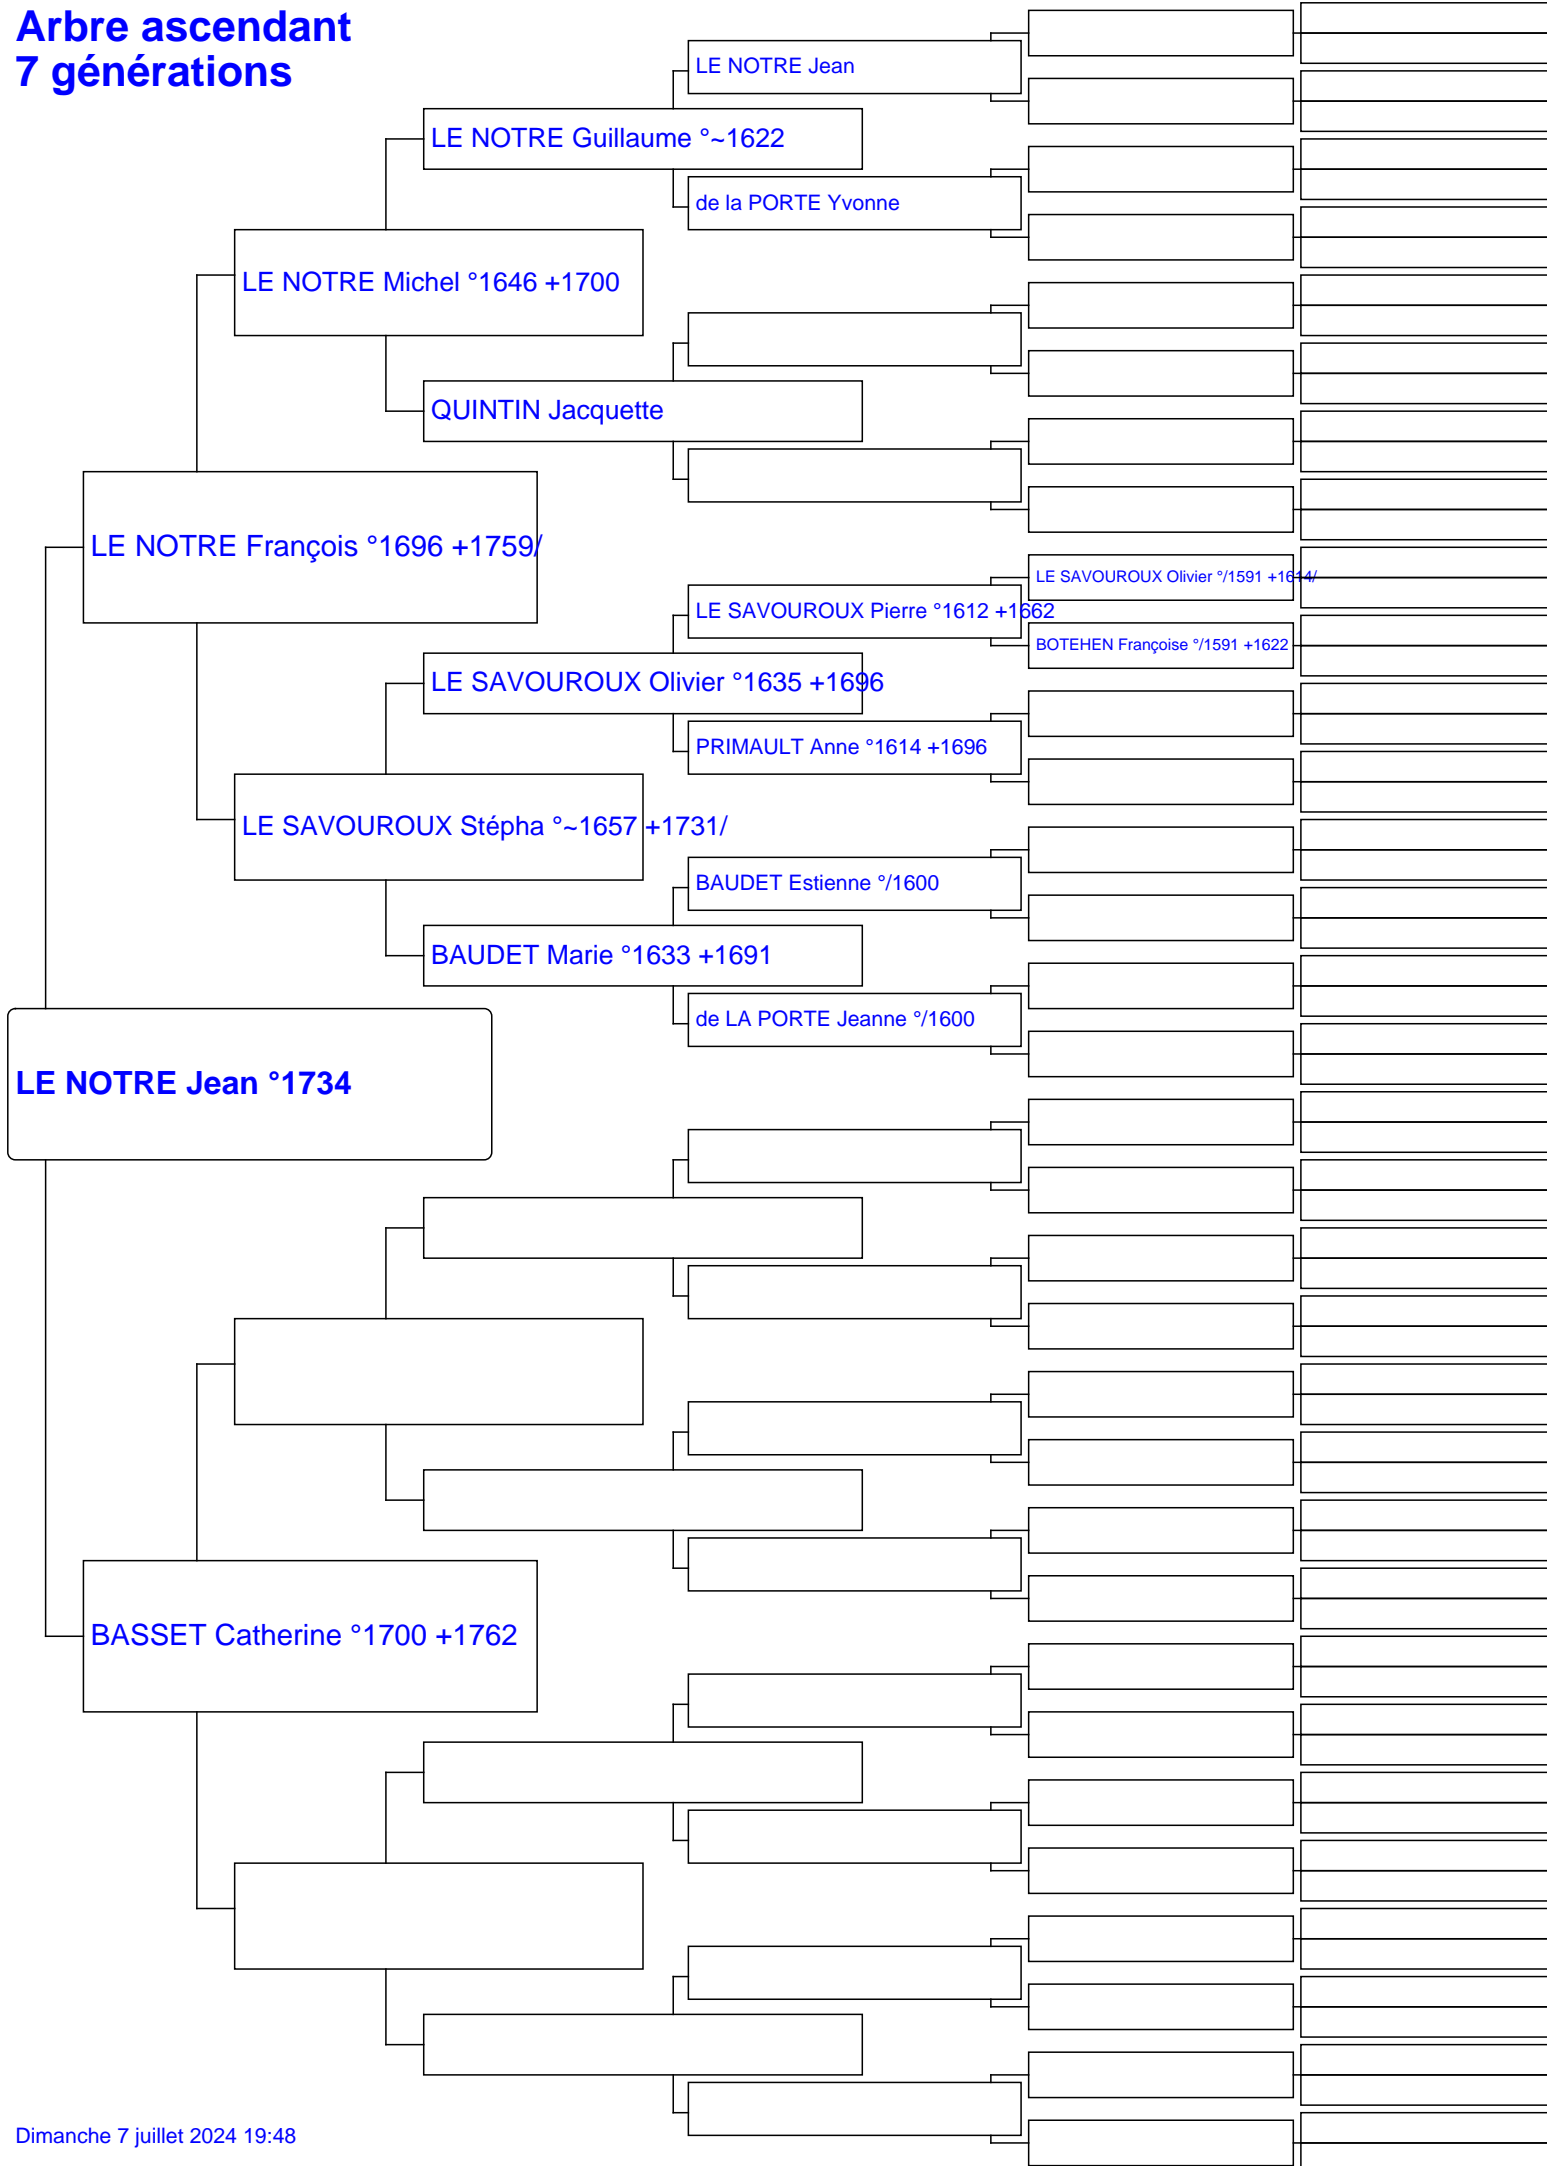 Arbre ascendant
7 générations
LE NOTRE Jean
LE NOTRE Guillaume °~1622
de la PORTE Yvonne
LE NOTRE Michel °1646 +1700
QUINTIN Jacquette
LE NOTRE François °1696 +1759/
LE SAVOUROUX Olivier °/1591 +1614/
LE SAVOUROUX Pierre °1612 +1662
BOTEHEN Françoise °/1591 +1622
LE SAVOUROUX Olivier °1635 +1696
PRIMAULT Anne °1614 +1696
LE SAVOUROUX Stépha °~1657 +1731/
BAUDET Estienne °/1600
BAUDET Marie °1633 +1691
de LA PORTE Jeanne °/1600
LE NOTRE Jean °1734
BASSET Catherine °1700 +1762
Dimanche 7 juillet 2024 19:48